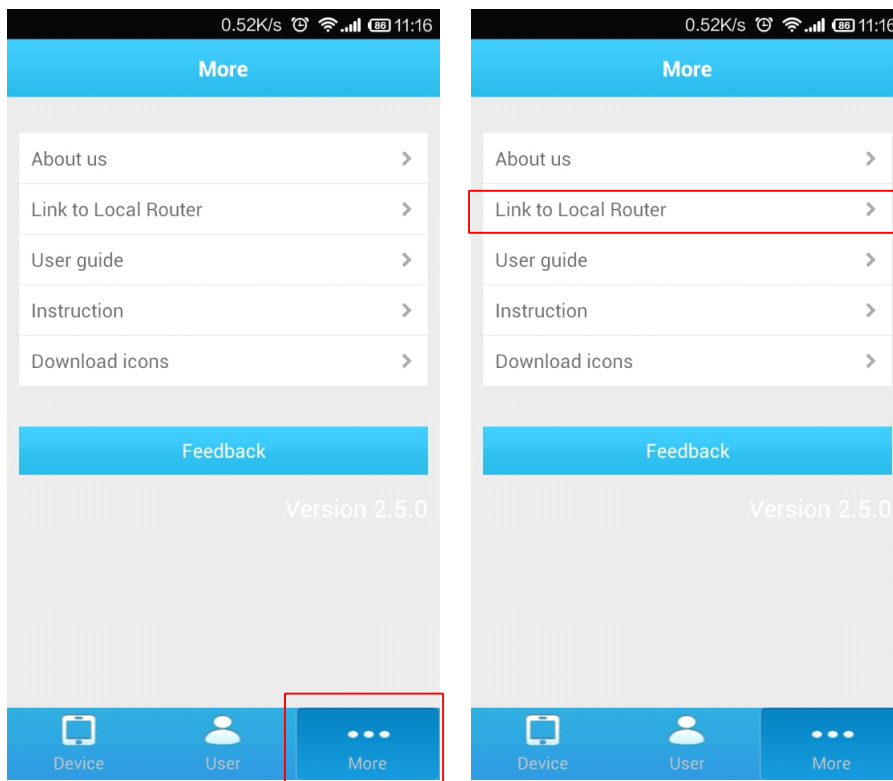 0.52K/s 86 11:16
More
About us
Link to Local Router
User guide
Instruction
Download icons
Feedback
Version 2.5.0
Device User More
0.52K/s 86 11:16
More
About us
Link to Local Router
User guide
Instruction
Download icons
Feedback
Version 2.5.0
Device User More